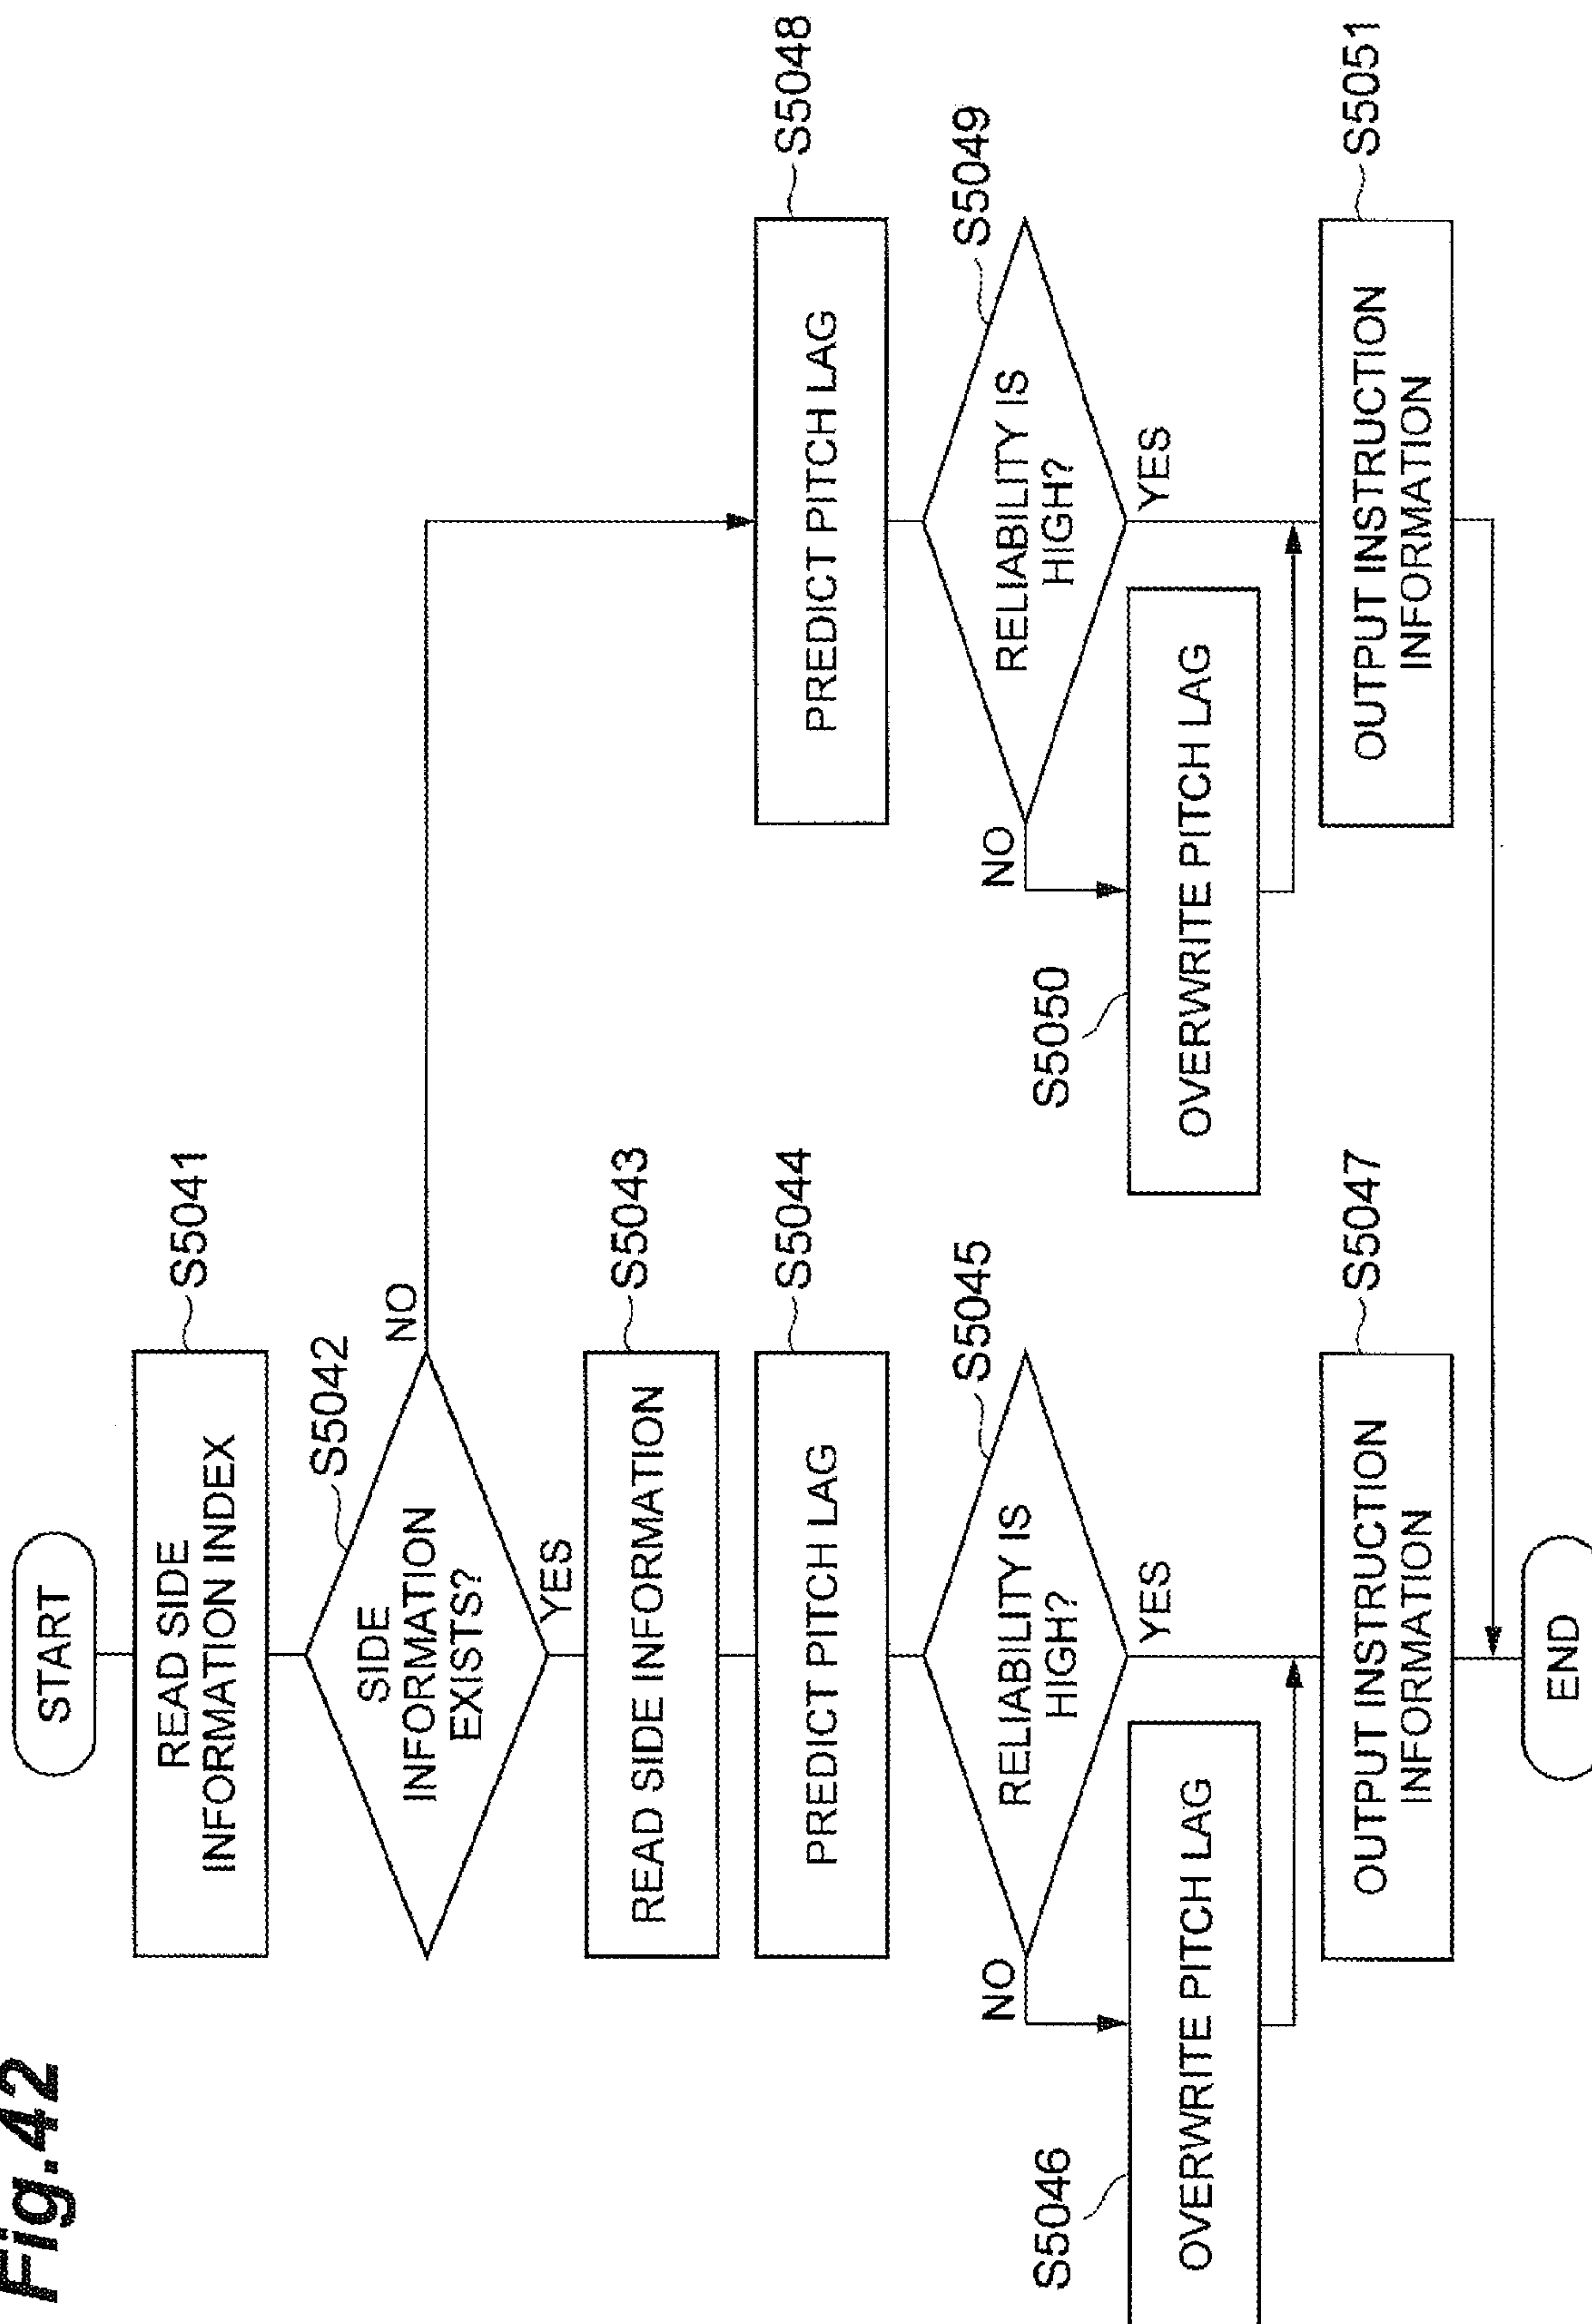 Fig.42
START
READ SIDE
INFORMATION INDEX
S5041
SIDE
INFORMATION
EXISTS?
S5042
NO
YES
READ SIDE INFORMATION
S5043
PREDICT PITCH LAG
S5044
RELIABILITY IS
HIGH?
S5045
NO
YES
S5046
OVERWRITE PITCH LAG
OUTPUT INSTRUCTION
INFORMATION
S5047
PREDICT PITCH LAG
S5048
RELIABILITY IS
HIGH?
S5049
NO
YES
S5050
OVERWRITE PITCH LAG
OUTPUT INSTRUCTION
INFORMATION
S5051
END